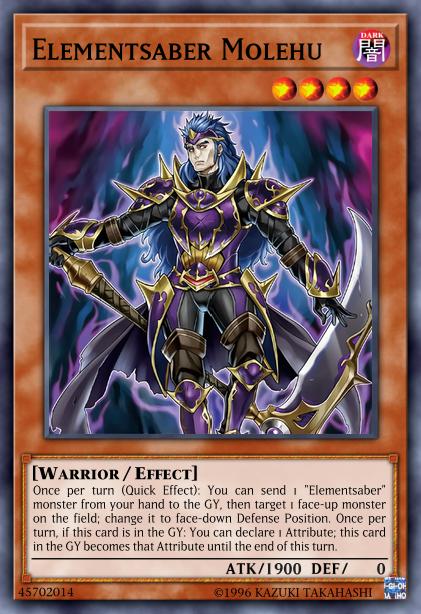 ELEMENTSABER MOLEHU
DARK
闇
[WARRIOR / EFFECT]
Once per turn (Quick Effect): You can send 1 "Elementsaber"
monster from your hand to the GY, then target 1 face-up monster
on the field; change it to face-down Defense Position. Once per
turn, if this card is in the GY: You can declare 1 Attribute; this card
in the GY becomes that Attribute until the end of this turn.
ATK/1900 DEF/ 0
45702014
©1996 KAZUKI TAKAHASHI